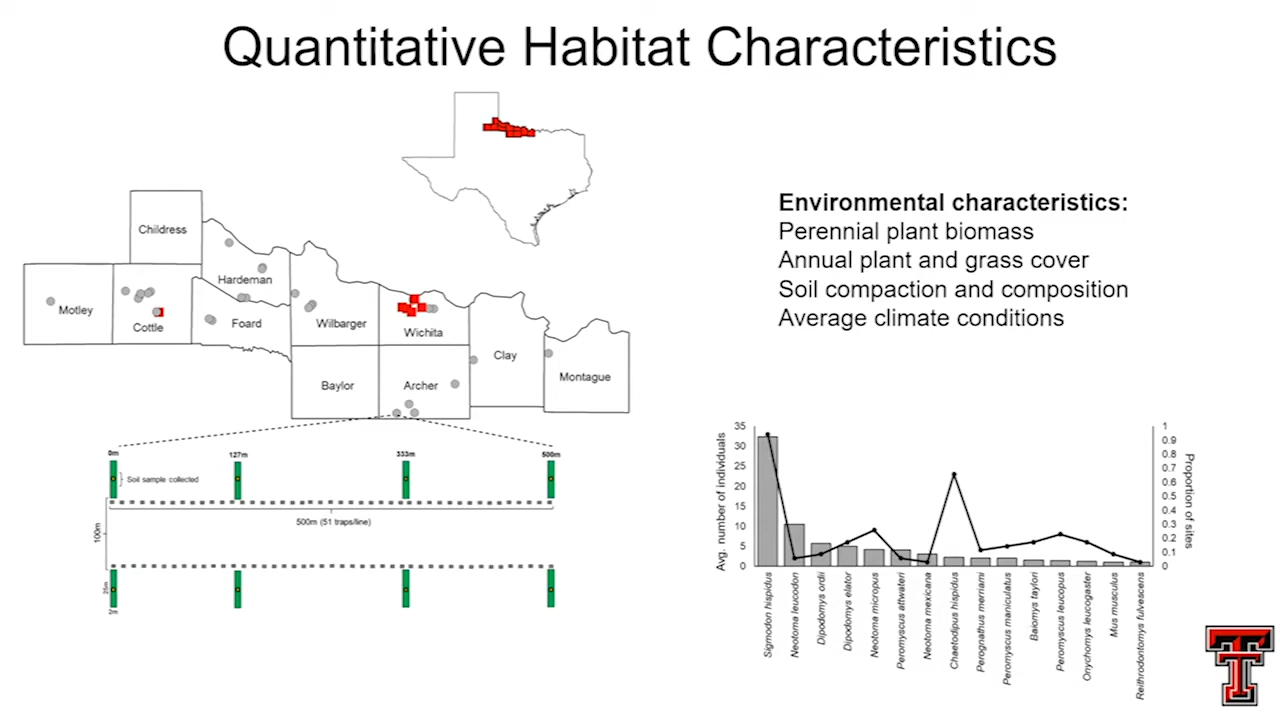 Quantitative Habitat Characteristics
Childress
Hardeman
Motley
Cottle
Foard
Wilbarger
Wichita
Clay
Baylor
Archer
Montague
Environmental characteristics:
Perennial plant biomass
Annual plant and grass cover
Soil compaction and composition
Average climate conditions
0m
127m
333m
500m
Soil sample collected
500m (51 traps/line)
100m
25m
2m
Avg. number of individuals
35
30
25
20
15
10
5
0
1
0.9
0.8
0.7
0.6
0.5
0.4
0.3
0.2
0.1
0
Proportion of sites
Sigmodon hispidus
Neotoma leucodon
Dipodomys ordii
Dipodomys elator
Neotoma micropus
Peromyscus attwateri
Neotoma mexicana
Chaetodipus hispidus
Perognathus merriami
Peromyscus maniculatus
Baiomys taylori
Peromyscus leucopus
Onychomys leucogaster
Mus musculus
Reithrodontomys fulvescens